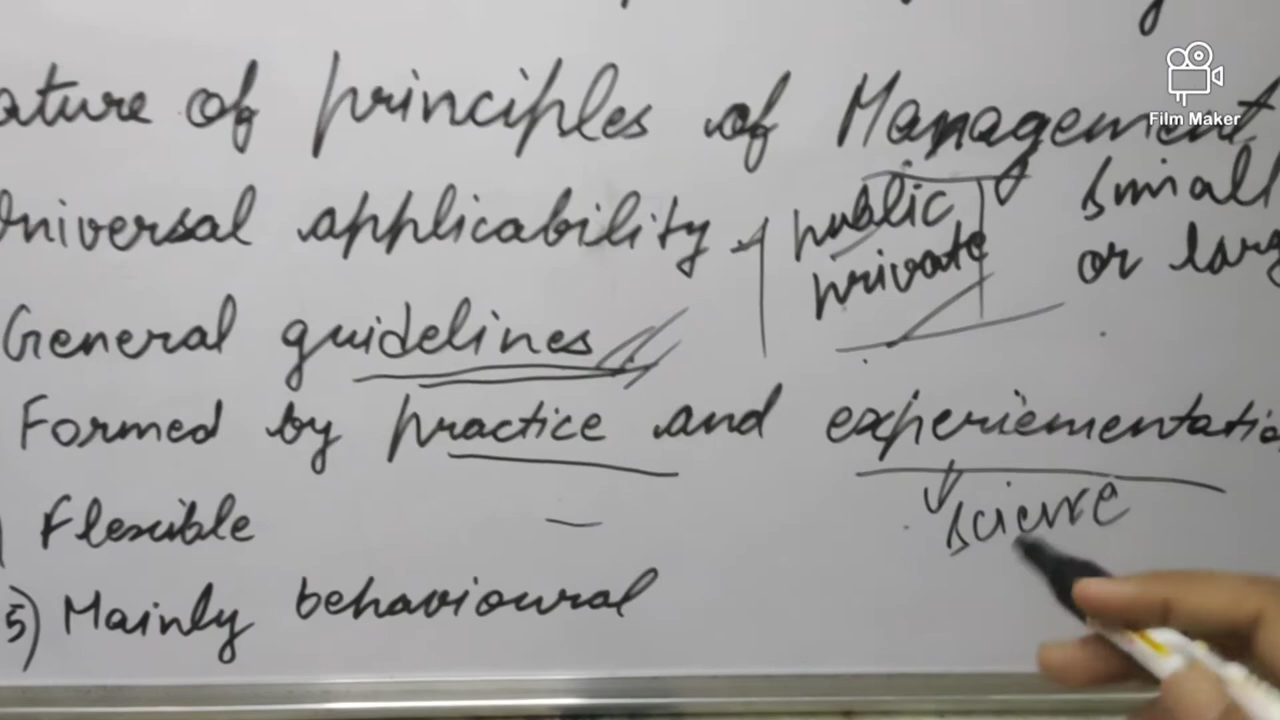 ature of principles of Management
Universal applicability public small
private or larg
General guidelines
Formed by practice and experiementatio
science
) Flexible
5) Mainly behavioural
Film Maker